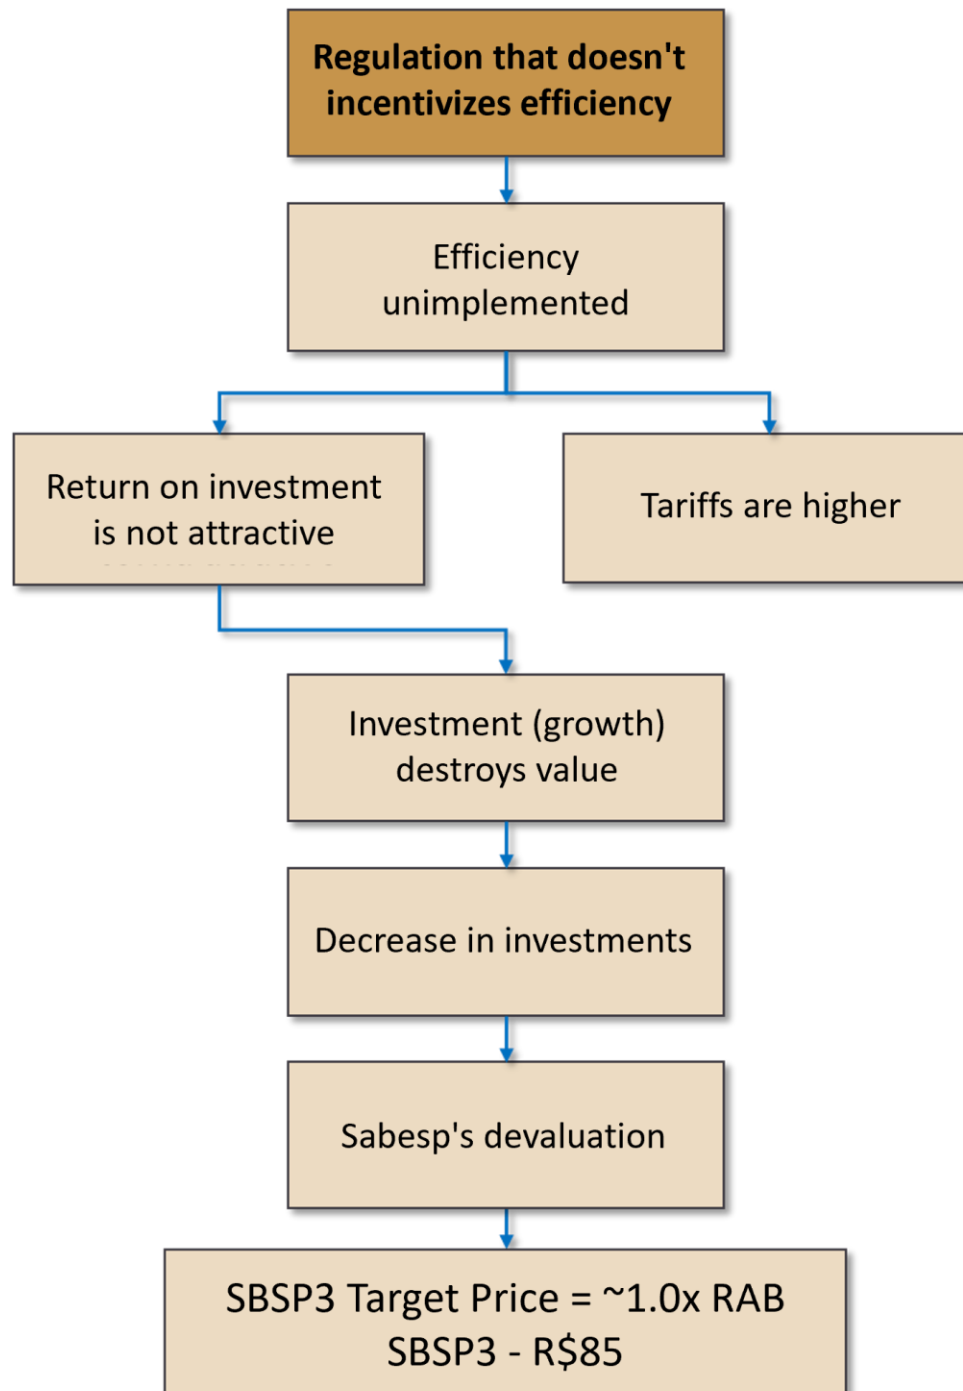 Regulation that doesn't
incentivizes efficiency
Efficiency
unimplemented
Return on investment
is not attractive
Tariffs are higher
Investment (growth)
destroys value
Decrease in investments
Sabesp's devaluation
SBSP3 Target Price = ~1.0x RAB
SBSP3 - R$85